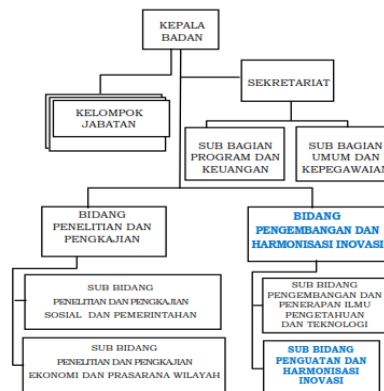 KEPALA
BADAN
SEKRETARIAT
KELOMPOK
JABATAN
SUB BAGIAN
PROGRAM DAN
KEUANGAN
SUB BAGIAN
UMUM DAN
KEPEGAWAIAN
BIDANG
PENELITIAN DAN
PENGKAJIAN
BIDANG
PENGEMBANGAN DAN
HARMONISASI INOVASI
SUB BIDANG
PENELITIAN DAN PENGKAJIAN
SOSIAL DAN PEMERINTAHAN
SUB BIDANG
PENGEMBANGAN DAN
PENERAPAN ILMU
PENGETAHUAN
DAN TEKNOLOGI
SUB BIDANG
PENELITIAN DAN PENGKAJIAN
EKONOMI DAN PRASARANA WILAYAH
SUB BIDANG
PENGUATAN DAN
HARMONISASI
INOVASI